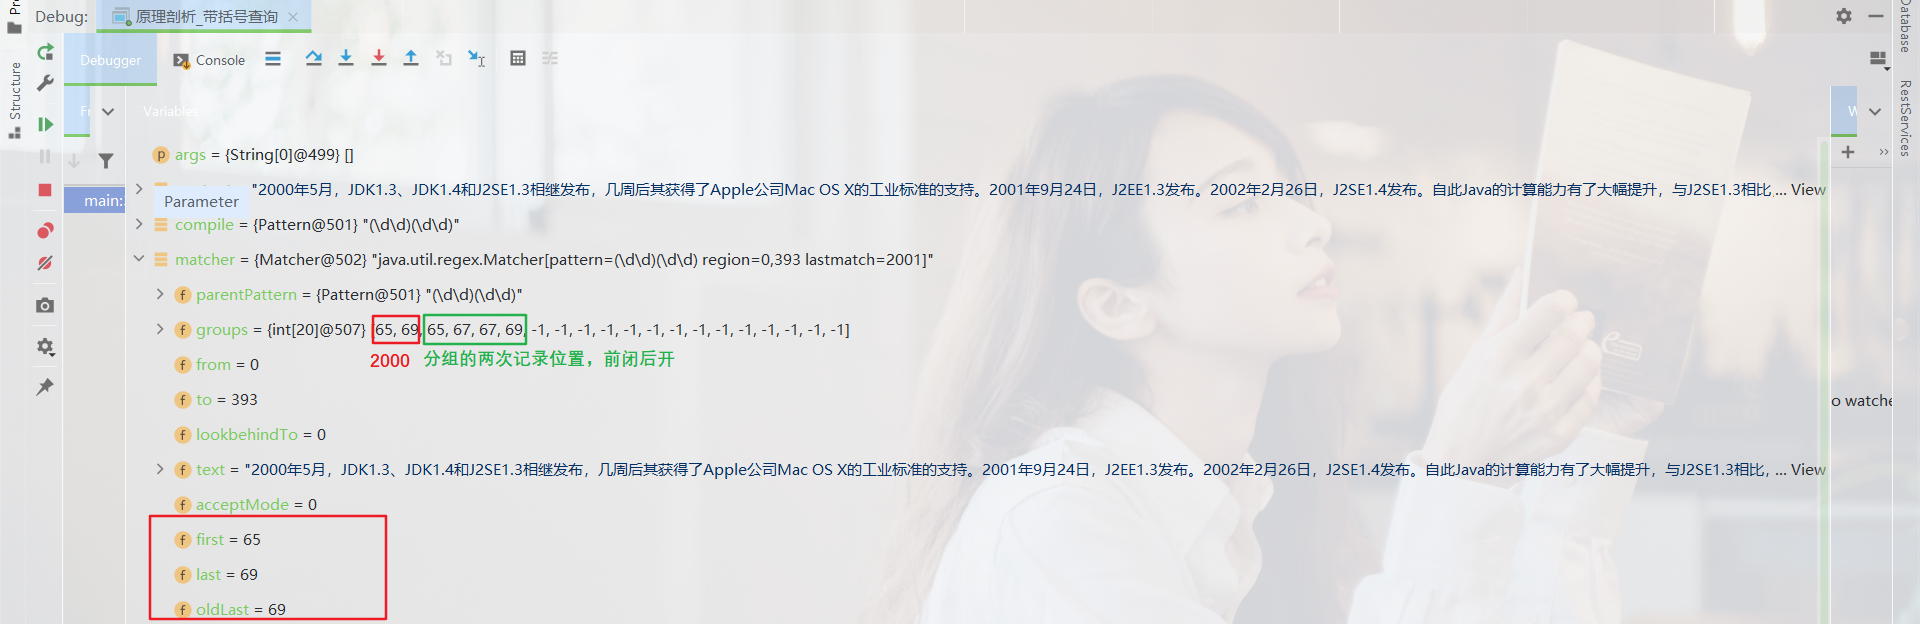 Debug:
原理剖析_带括号查询
Database
Structure
Debugger
Console
RestServices
Fr
Variables
W
args = {String[0]@499} []
"2000年5月，JDK1.3、JDK1.4和J2SE1.3相继发布，几周后其获得了Apple公司Mac OS X的工业标准的支持。2001年9月24日，J2EE1.3发布。2002年2月26日，J2SE1.4发布。自此Java的计算能力有了大幅提升，与J2SE1.3相比，... View
main:
Parameter
compile = {Pattern@501} "(\d\d)(\d\d)"
matcher = {Matcher@502} "java.util.regex.Matcher[pattern=(\d\d)(\d\d) region=0,393 lastmatch=2001]"
parentPattern = {Pattern@501} "(\d\d)(\d\d)"
groups = {int[20]@507} [65, 69, 65, 67, 67, 69, -1, -1, -1, -1, -1, -1, -1, -1, -1, -1, -1, -1, -1, -1]
2000 分组的两次记录位置，前闭后开
from = 0
to = 393
o watche
lookbehindTo = 0
text = "2000年5月，JDK1.3、JDK1.4和J2SE1.3相继发布，几周后其获得了Apple公司Mac OS X的工业标准的支持。2001年9月24日，J2EE1.3发布。2002年2月26日，J2SE1.4发布。自此Java的计算能力有了大幅提升，与J2SE1.3相比，... View
acceptMode = 0
first = 65
last = 69
oldLast = 69